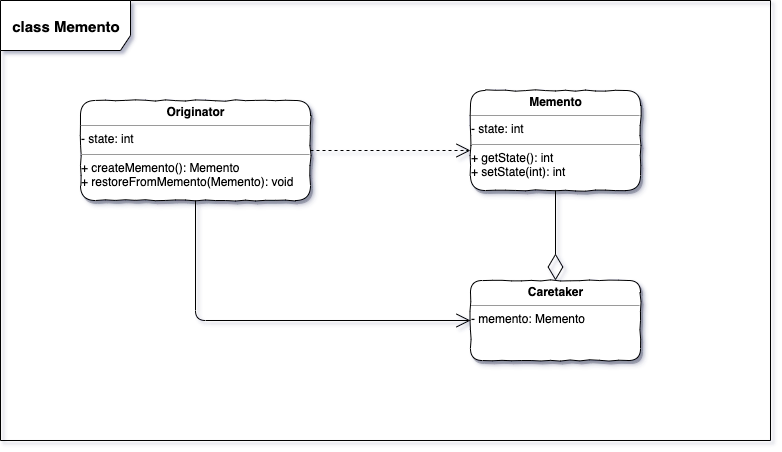 class Memento
Originator
- state: int
+ createMemento(): Memento
+ restoreFromMemento(Memento): void
Memento
- state: int
+ getState(): int
+ setState(int): int
Caretaker
- memento: Memento